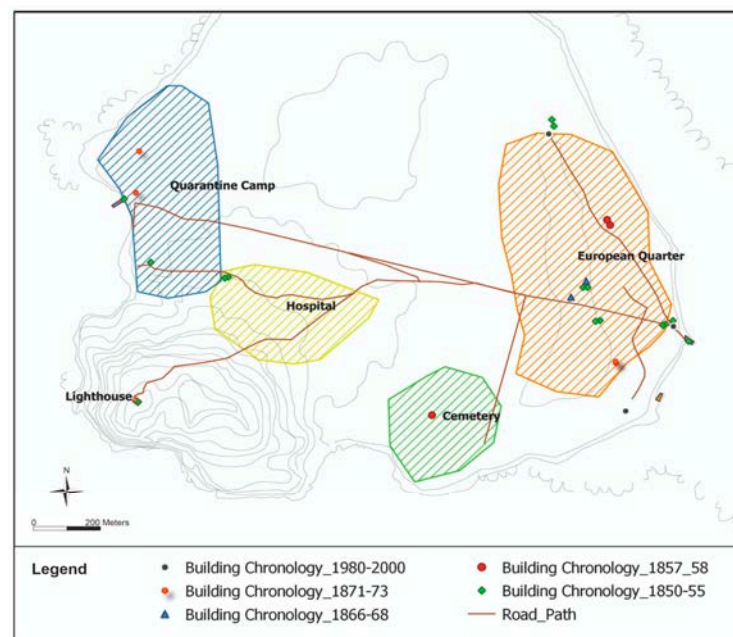 Quarantine Camp
European Quarter
Hospital
Lighthouse
Cemetery
N
0 200 Meters
Legend
Building Chronology_1980-2000
Building Chronology_1871-73
Building Chronology_1866-68
Building Chronology_1857_58
Building Chronology_1850-55
Road_Path